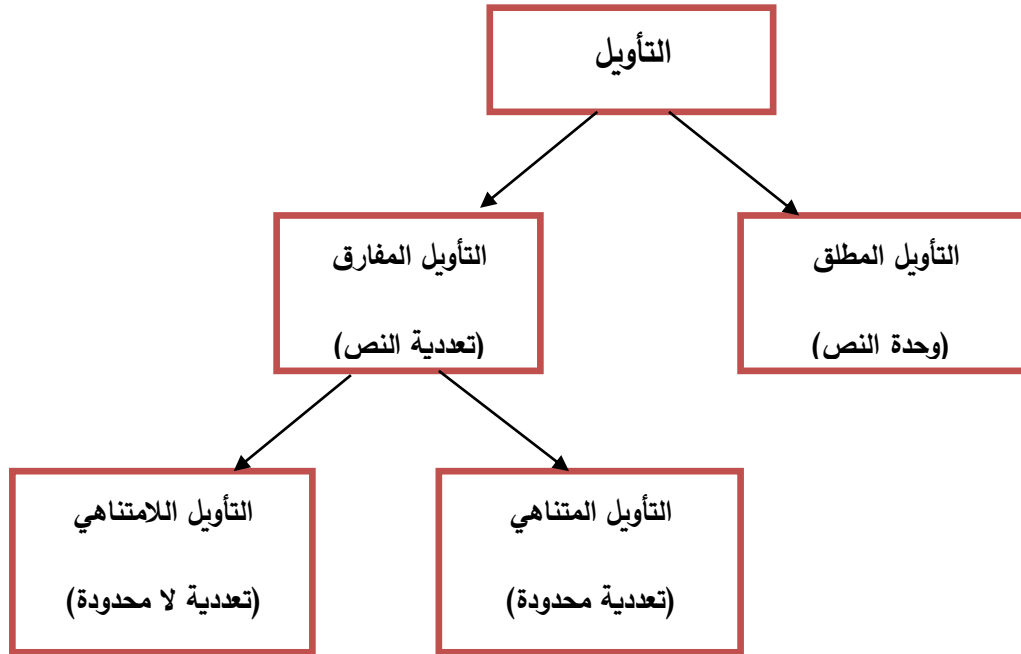 التأويل
التأويل المطلق
(وحدة النص)
التأويل المفارق
(تعددية النص)
التأويل المتناهي
(تعددية محدودة)
التأويل اللامتناهي
(تعددية لا محدودة)